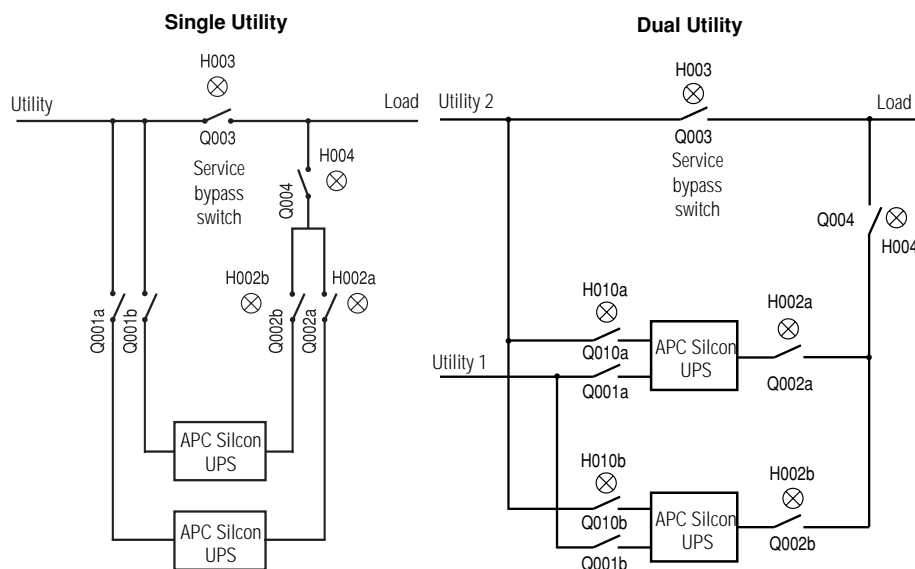 Single Utility
H003
Utility
Load
Q003
Service
bypass
switch
H004
Q004
H002b
H002a
Q001a
Q001b
Q002b
Q002a
APC Silcon
UPS
APC Silcon
UPS
Dual Utility
H003
Utility 2
Load
Q003
Service
bypass
switch
Q004
H004
H010a
H002a
Q010a
APC Silcon
UPS
Utility 1
Q001a
Q002a
H010b
H002b
Q010b
APC Silcon
UPS
Q002b
Q001b